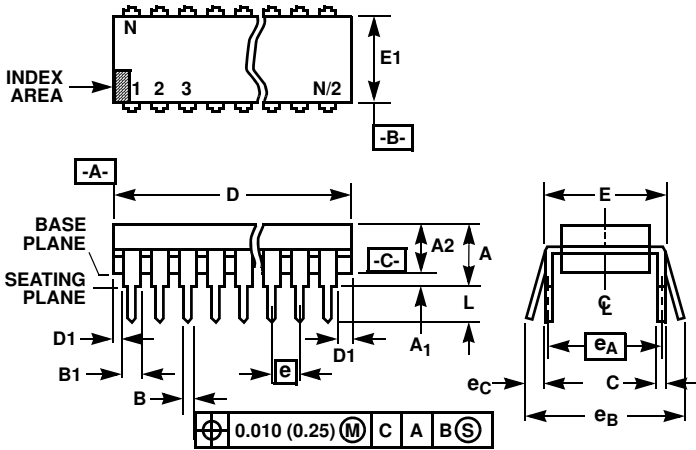 N
E1
INDEX
AREA
1 2 3 N/2
-B-
-A-
D
E
BASE
PLANE
A2
A
-C-
SEATING
PLANE
L
D1
A1
D1
B1
e
eA
B
eC
C
eB
0.010 (0.25) M C A B S